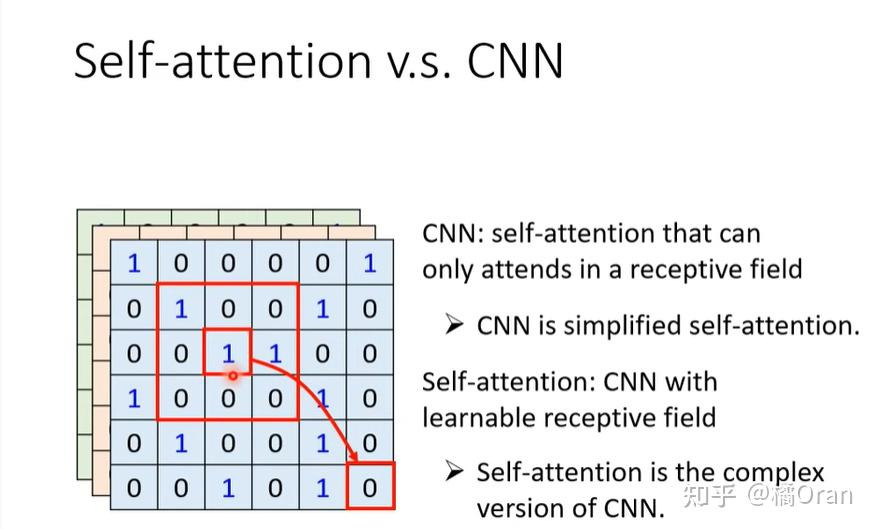 Self-attention v.s. CNN
1 0 0 0 0 1
0 1 0 0 1 0
0 0 1 1 0 0
1 0 0 0 1 0
0 1 0 0 1 0
0 0 1 0 1 0
CNN: self-attention that can
only attends in a receptive field
➢ CNN is simplified self-attention.
Self-attention: CNN with
learnable receptive field
➢ Self-attention is the complex
version of CNN.
知乎 @橘Oran